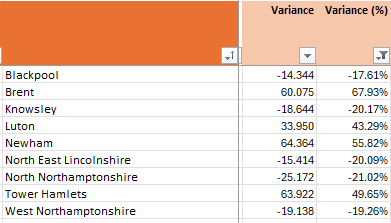 Variance Variance (%)
Blackpool -14.344 -17.61%
Brent 60.075 67.93%
Knowsley -18.644 -20.17%
Luton 33.950 43.29%
Newham 64.364 55.82%
North East Lincolnshire -15.414 -20.09%
North Northamptonshire -25.172 -21.02%
Tower Hamlets 63.922 49.65%
West Northamptonshire -19.138 -19.26%